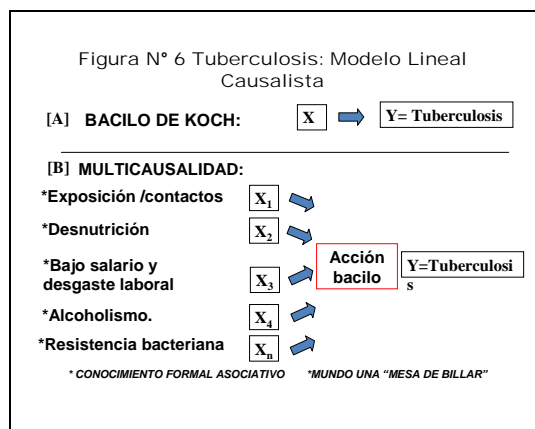 Figura N° 6 Tuberculosis: Modelo Lineal
Causalista
[A] BACILO DE KOCH: X Y= Tuberculosis
[B] MULTICAUSALIDAD:
*Exposición /contactos X₁
*Desnutrición X₂
*Bajo salario y
desgaste laboral X₃
Acción
bacilo
Y=Tuberculosi
s
*Alcoholismo. X₄
*Resistencia bacteriana Xₙ
* CONOCIMIENTO FORMAL ASOCIATIVO *MUNDO UNA “MESA DE BILLAR”